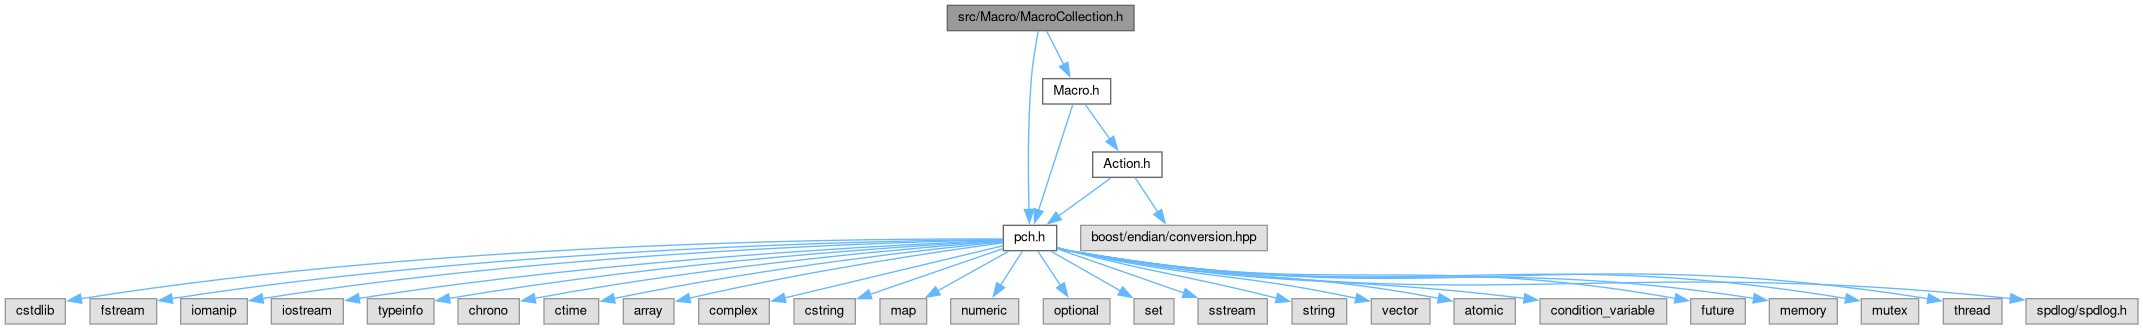 src/Macro/MacroCollection.h
Macro.h
Action.h
pch.h
boost/endian/conversion.hpp
cstdlib
fstream
iomanip
iostream
typeinfo
chrono
ctime
array
complex
cstring
map
numeric
optional
set
sstream
string
vector
atomic
condition_variable
future
memory
mutex
thread
spdlog/spdlog.h